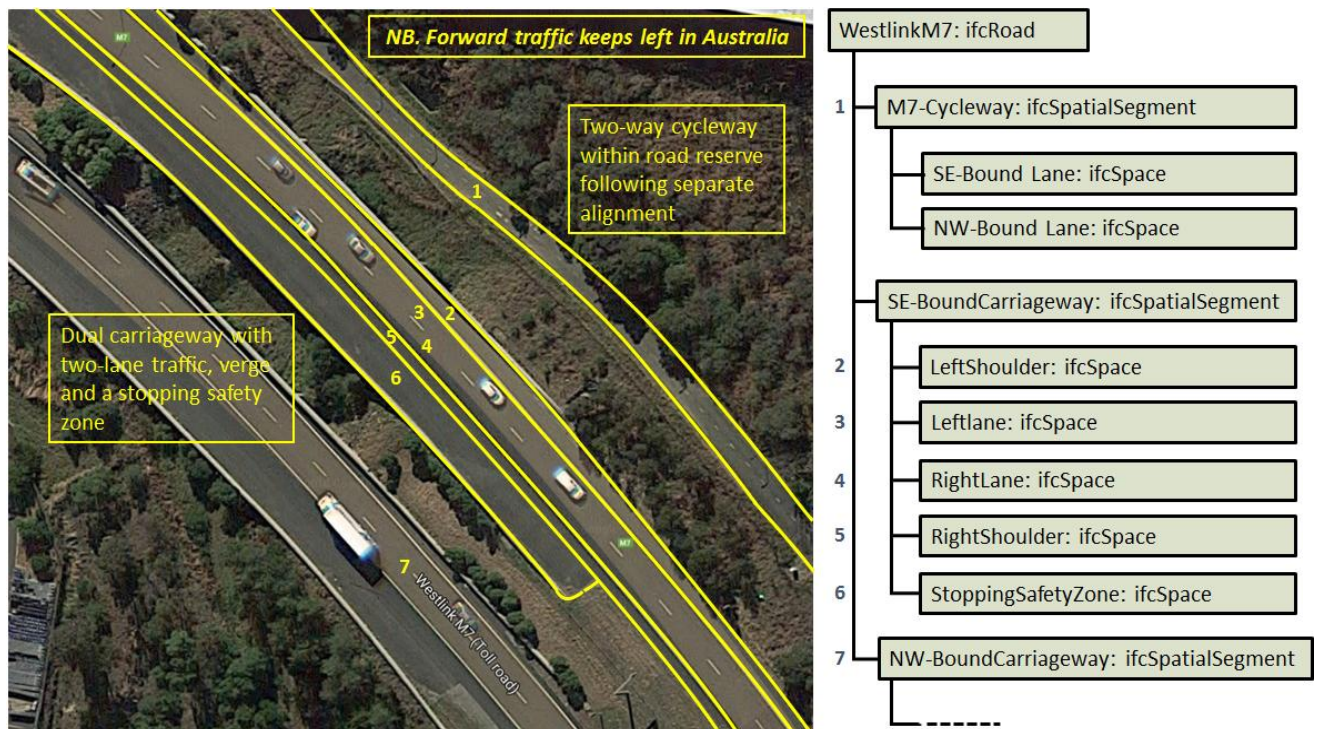 M7
NB. Forward traffic keeps left in Australia
Two-way cycleway
within road reserve
following separate
alignment
1
3
2
5
4
6
Dual carriageway with
two-lane traffic, verge
and a stopping safety
zone
M7
7
Westlink M7 (Toll road)
WestlinkM7: ifcRoad
1
M7-Cycleway: ifcSpatialSegment
SE-Bound Lane: ifcSpace
NW-Bound Lane: ifcSpace
SE-BoundCarriageway: ifcSpatialSegment
2
LeftShoulder: ifcSpace
3
Leftlane: ifcSpace
4
RightLane: ifcSpace
5
RightShoulder: ifcSpace
6
StoppingSafetyZone: ifcSpace
7
NW-BoundCarriageway: ifcSpatialSegment